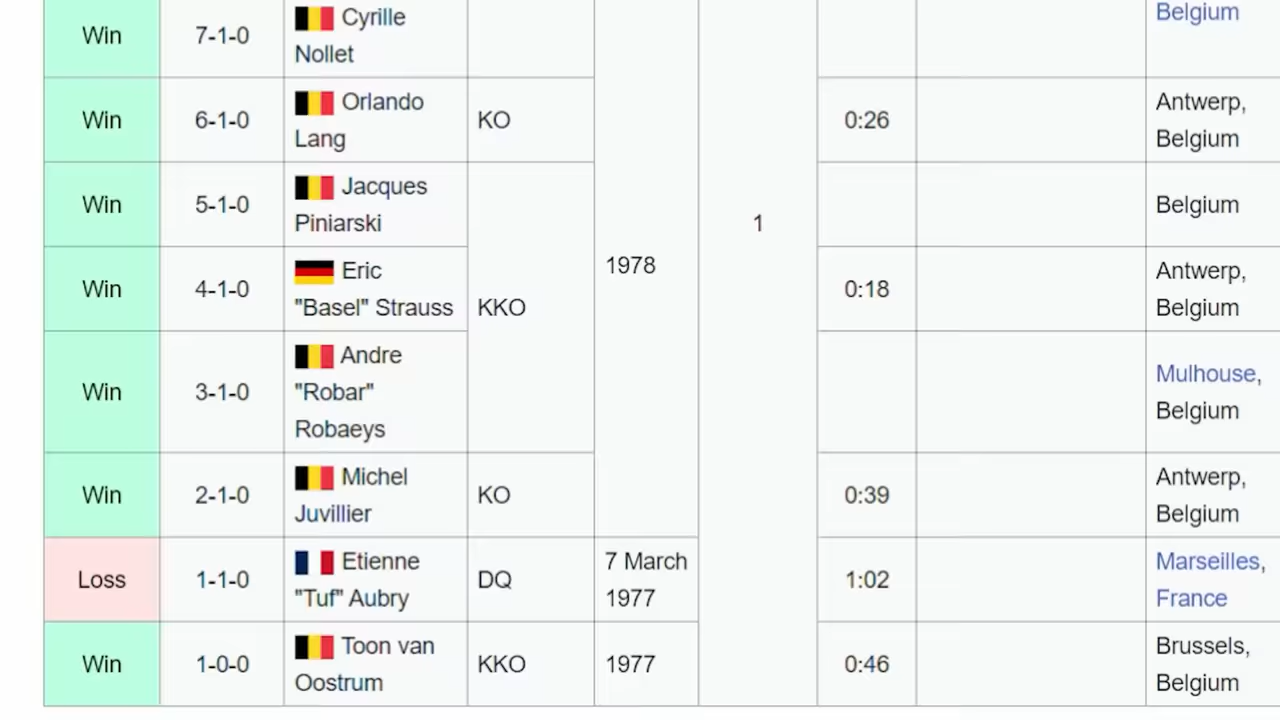 Win 7-1-0 Cyrille Nollet Belgium
Win 6-1-0 Orlando Lang KO 0:26 Antwerp, Belgium
Win 5-1-0 Jacques Piniarski KKO 1978 1 Belgium
Win 4-1-0 Eric "Basel" Strauss 0:18 Antwerp, Belgium
Win 3-1-0 Andre "Robar" Robaeys Mulhouse, Belgium
Win 2-1-0 Michel Juvillier KO 0:39 Antwerp, Belgium
Loss 1-1-0 Etienne "Tuf" Aubry DQ 7 March 1977 1:02 Marseilles, France
Win 1-0-0 Toon van Oostrum KKO 1977 0:46 Brussels, Belgium